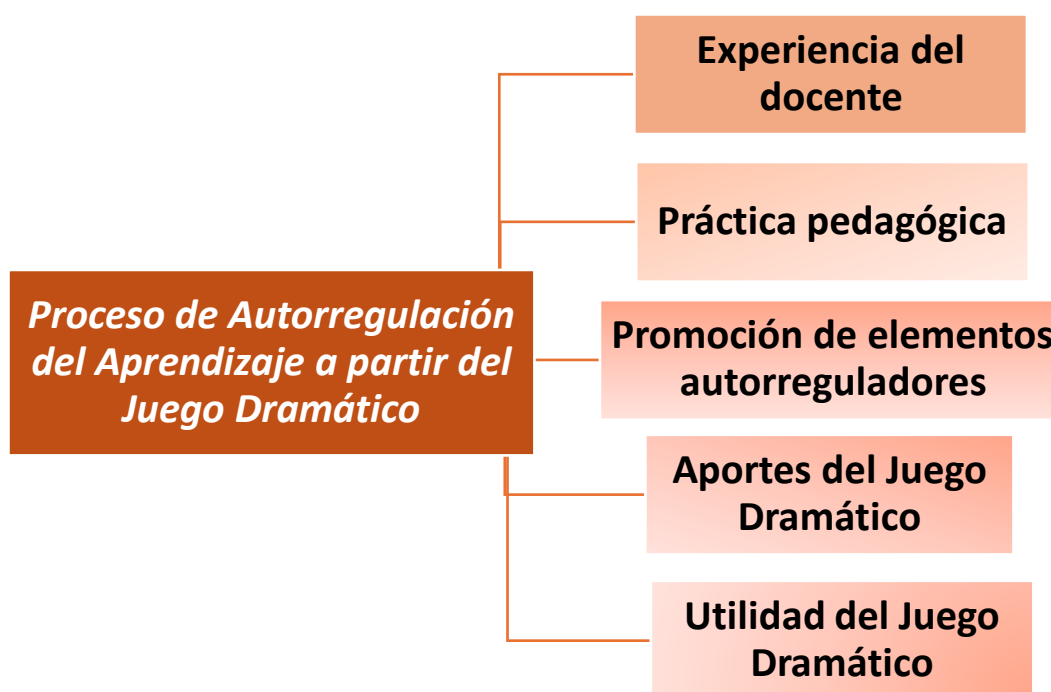 Experiencia del
docente
Práctica pedagógica
Proceso de Autorregulación
del Aprendizaje a partir del
Juego Dramático
Promoción de elementos
autorreguladores
Aportes del Juego
Dramático
Utilidad del Juego
Dramático